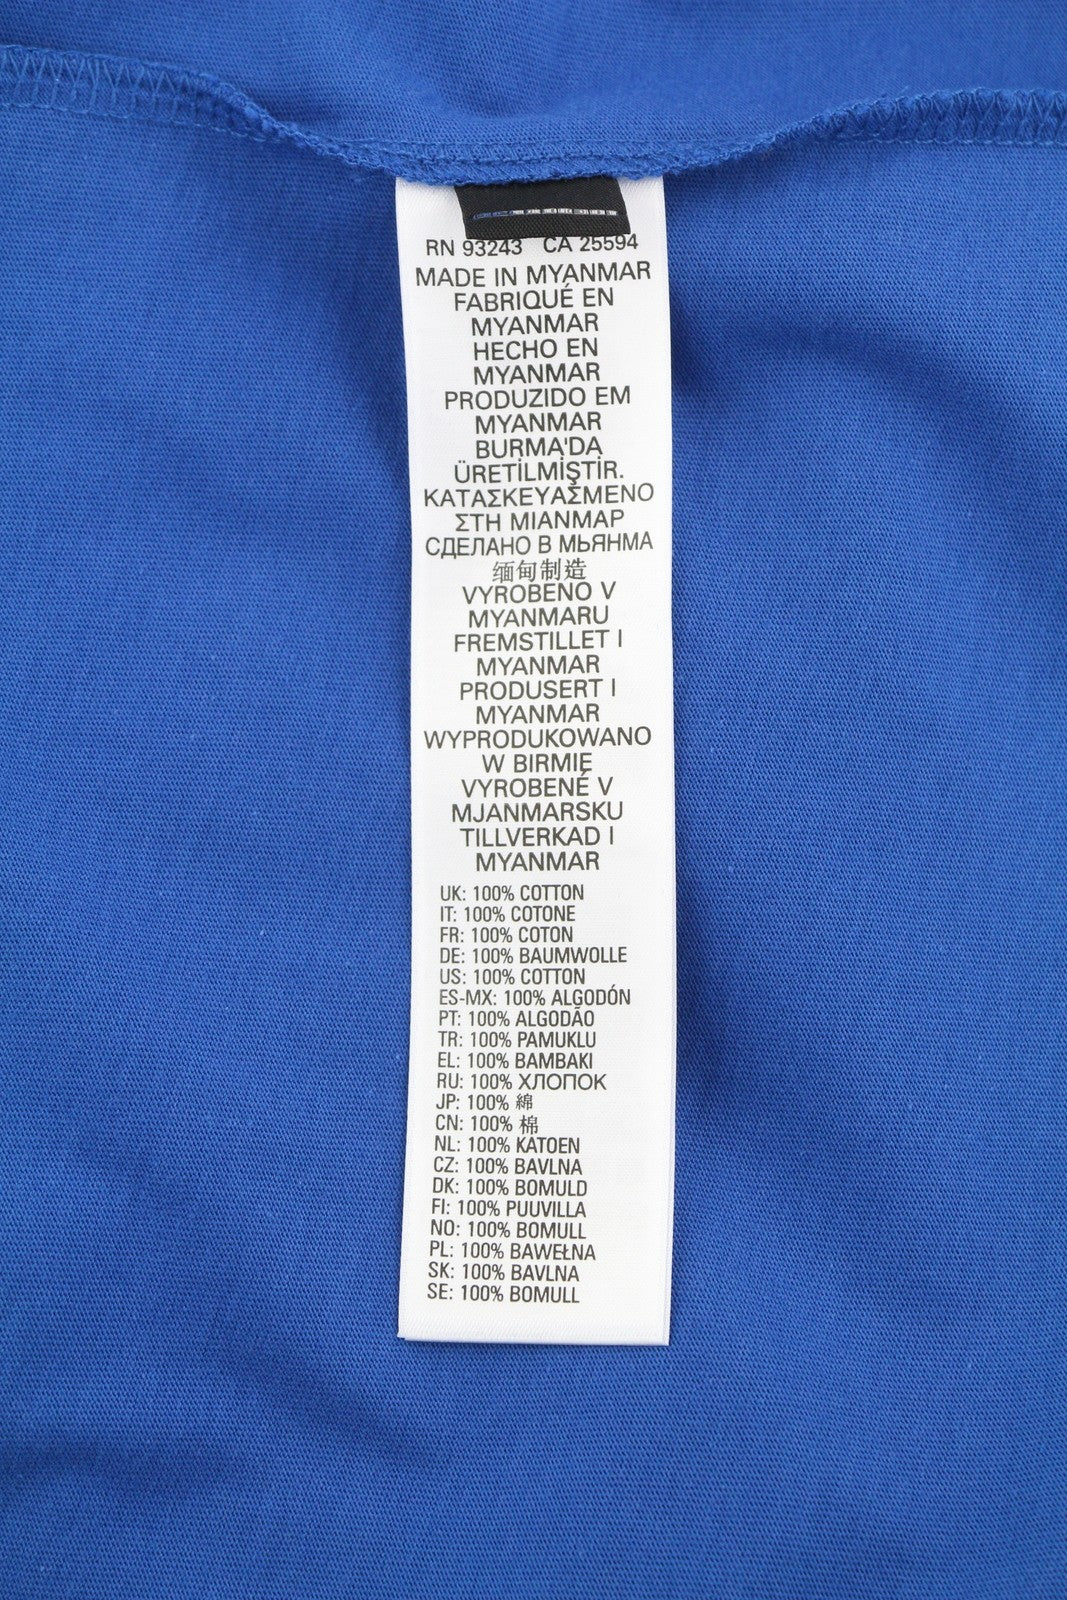 RN 93243 CA 25594
MADE IN MYANMAR
FABRIQUÉ EN
MYANMAR
HECHO EN
MYANMAR
PRODUZIDO EM
MYANMAR
BURMA'DA
ÜRETİLMİŞTİR.
ΚΑΤΑΣΚΕΥΑΣΜΕΝΟ
ΣΤΗ ΜΙΑΝΜΑΡ
СДЕЛАНО В МЬЯНМА
缅甸制造
VYROBENO V
MYANMARU
FREMSTILLET I
MYANMAR
PRODUSERT I
MYANMAR
WYPRODUKOWANO
W BIRMIE
VYROBENÉ V
MJANMARSKU
TILLVERKAD I
MYANMAR
UK: 100% COTTON
IT: 100% COTONE
FR: 100% COTON
DE: 100% BAUMWOLLE
US: 100% COTTON
ES-MX: 100% ALGODÓN
PT: 100% ALGODÃO
TR: 100% PAMUKLU
EL: 100% BAMBAKI
RU: 100% ХЛОПОК
JP: 100% 綿
CN: 100% 棉
NL: 100% KATOEN
CZ: 100% BAVLNA
DK: 100% BOMULD
FI: 100% PUUVILLA
NO: 100% BOMULL
PL: 100% BAWEŁNA
SK: 100% BAVLNA
SE: 100% BOMULL